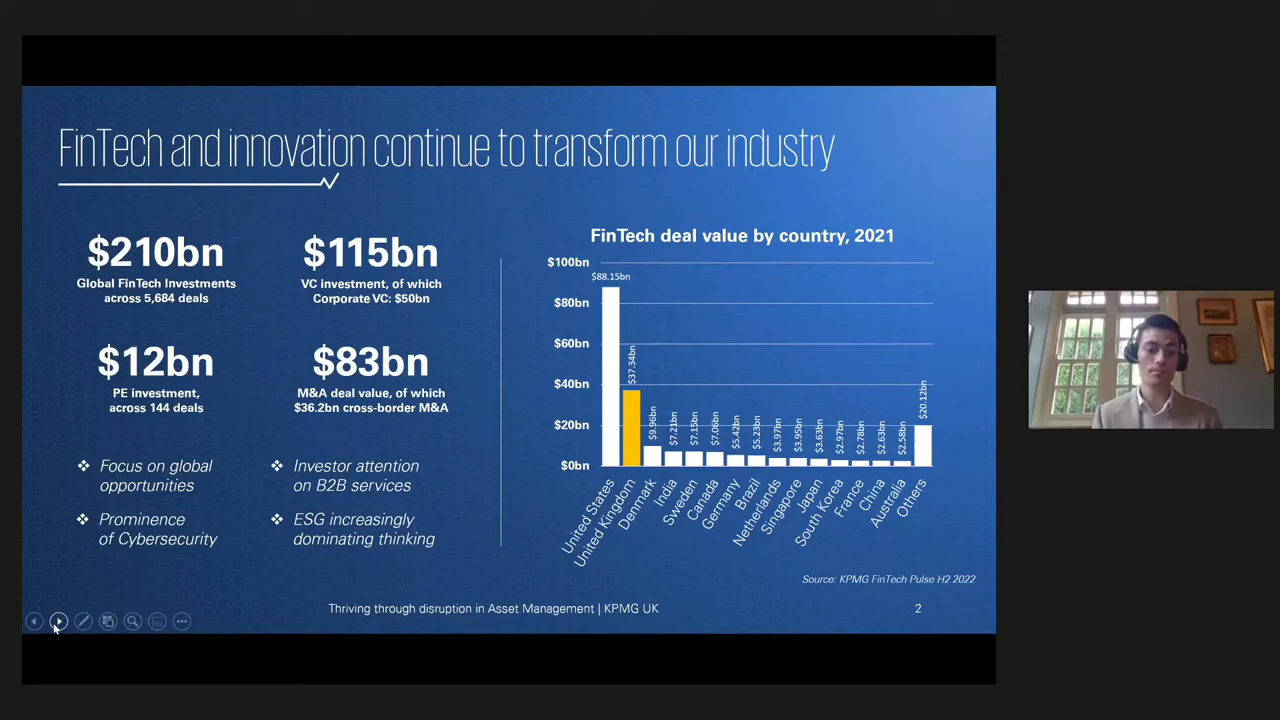 FinTech and innovation continue to transform our industry
$210bn
Global FinTech Investments
across 5,684 deals
$115bn
VC investment, of which
Corporate VC: $50bn
$12bn
PE investment,
across 144 deals
$83bn
M&A deal value, of which
$36.2bn cross-border M&A
❖ Focus on global
opportunities
❖ Prominence
of Cybersecurity
❖ Investor attention
on B2B services
❖ ESG increasingly
dominating thinking
FinTech deal value by country, 2021
$100bn
$80bn
$60bn
$40bn
$20bn
$0bn
$88.15bn
$37.34bn
$9.96bn
$7.21bn
$7.15bn
$7.06bn
$5.42bn
$5.23bn
$3.97bn
$3.95bn
$3.63bn
$2.97bn
$2.78bn
$2.63bn
$2.58bn
$20.12bn
United States
United Kingdom
Denmark
India
Sweden
Canada
Germany
Brazil
Netherlands
Singapore
Japan
South Korea
France
China
Australia
Others
Source: KPMG FinTech Pulse H2 2022
Thriving through disruption in Asset Management | KPMG UK
2